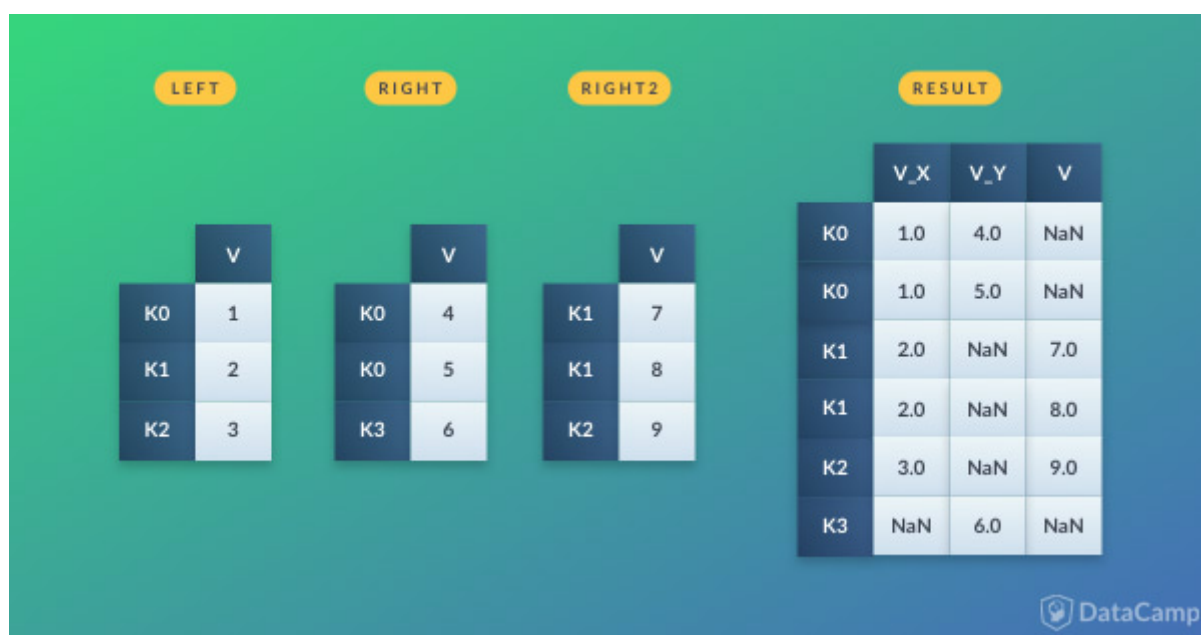 LEFT RIGHT RIGHT2 RESULT
V_X V_Y V
V V V
K0 1.0 4.0 NaN
K0 1 K0 4 K1 7
K0 1.0 5.0 NaN
K1 2.0 NaN 7.0
K1 2 K0 5 K1 8
K1 2.0 NaN 8.0
K2 3 K3 6 K2 9
K2 3.0 NaN 9.0
K3 NaN 6.0 NaN
DataCamp